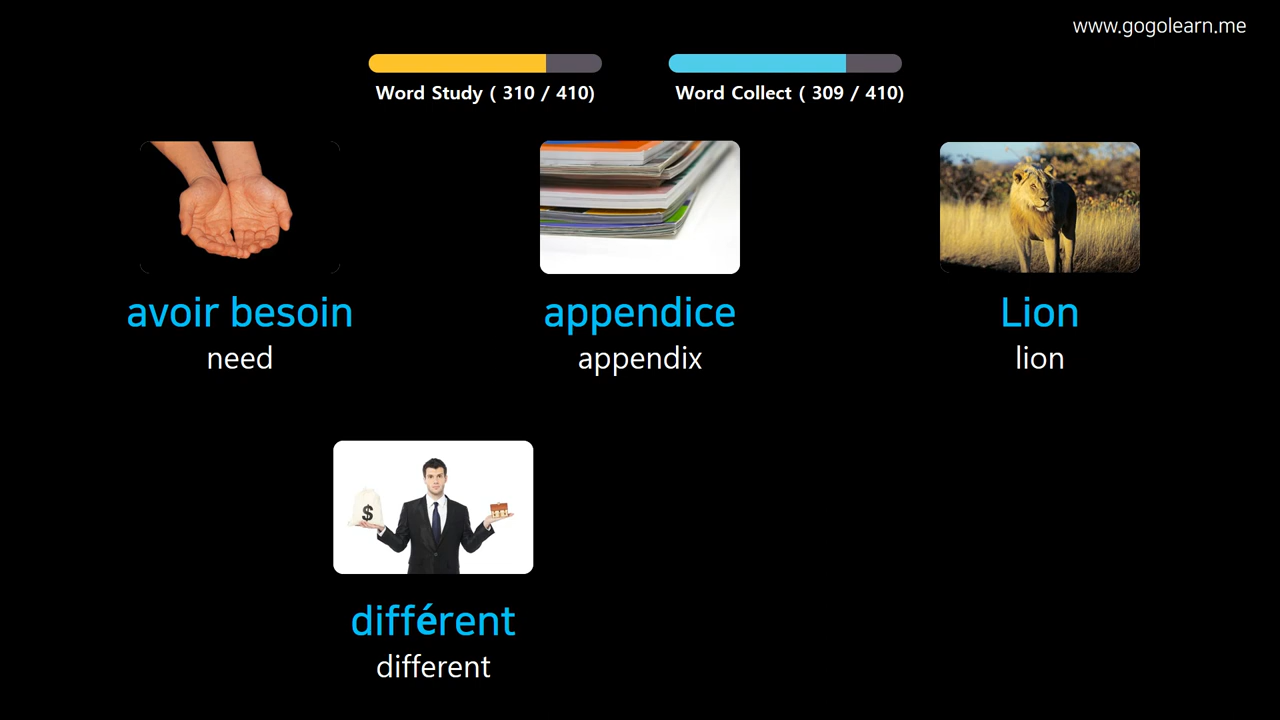 www.gogolearn.me
Word Study ( 310 / 410)
Word Collect ( 309 / 410)
avoir besoin
need
appendice
appendix
Lion
lion
$
différent
different